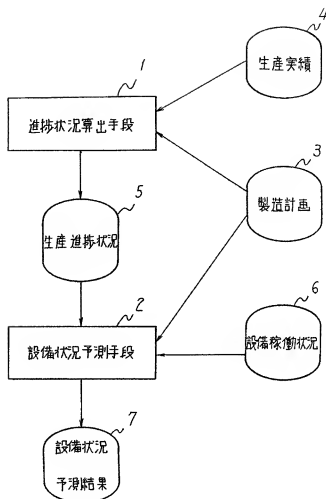 4
生産実績
1
進捗状況算出手段
3
製造計画
5
生産進捗状況
6
設備稼働状況
2
設備状況予測手段
7
設備状況
予測結果